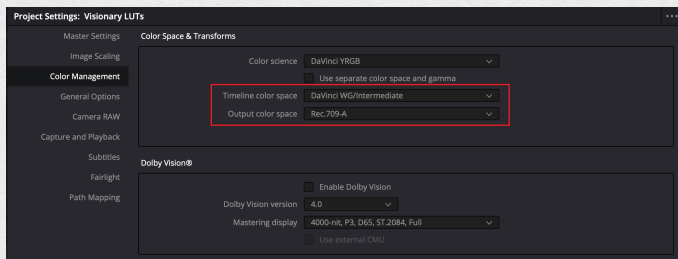 Project Settings: Visionary LUTs
Master Settings
Image Scaling
Color Management
General Options
Camera RAW
Capture and Playback
Subtitles
Fairlight
Path Mapping
Color Space & Transforms
Color science DaVinci YRGB
Use separate color space and gamma
Timeline color space DaVinci WG/Intermediate
Output color space Rec.709-A
Dolby Vision®
Enable Dolby Vision
Dolby Vision version 4.0
Mastering display 4000-nit, P3, D65, ST.2084, Full
Use external CMU